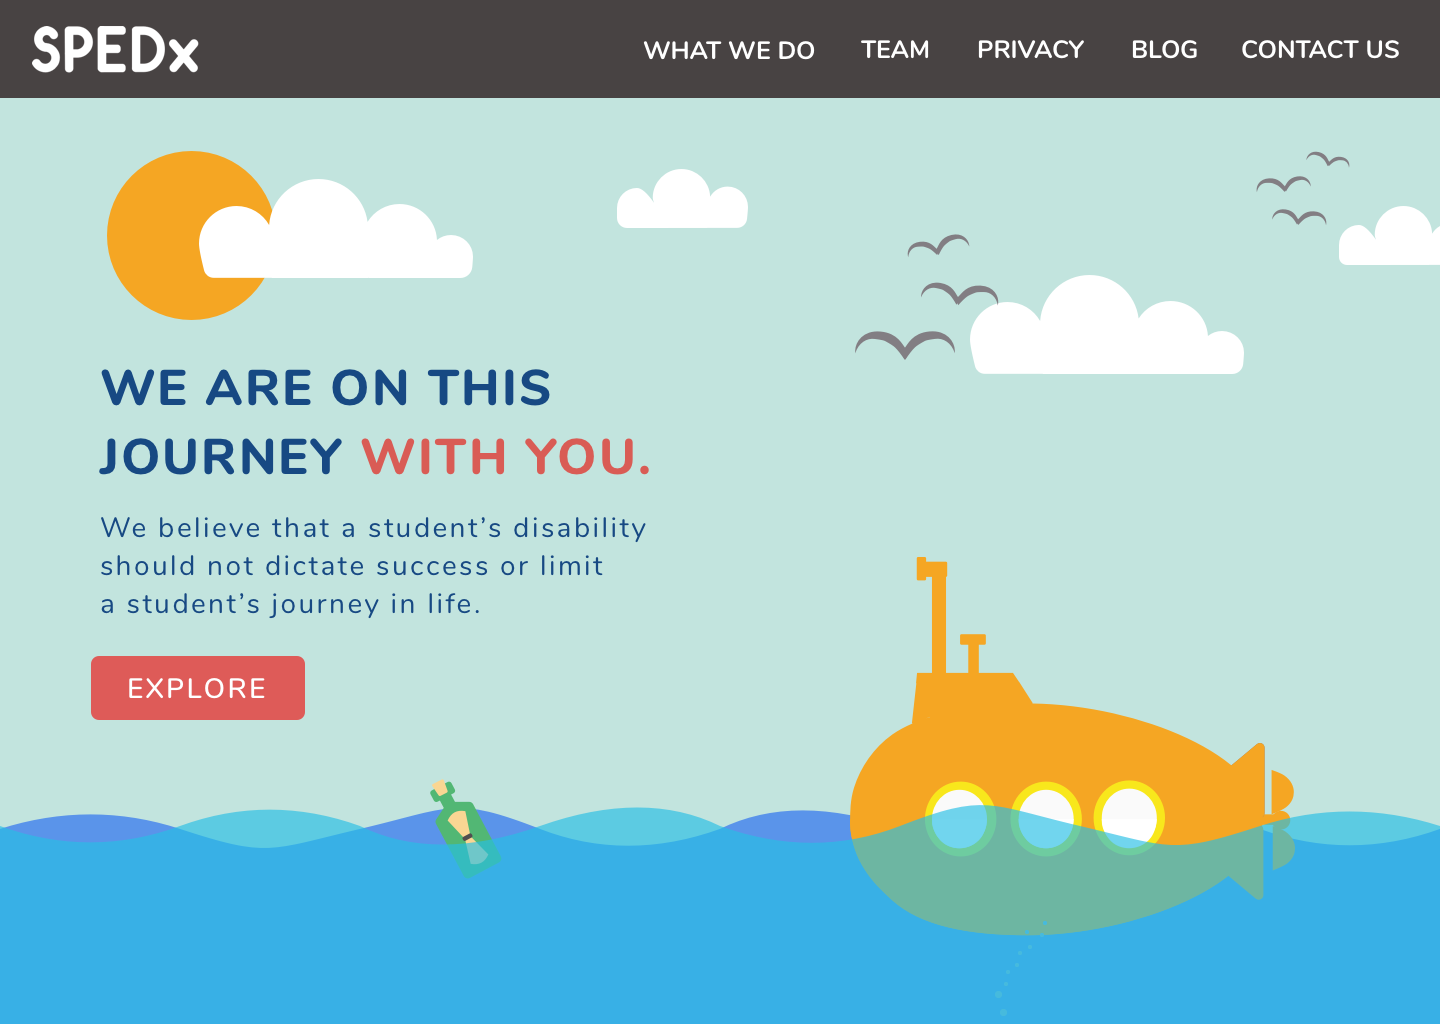 SPEDx
WHAT WE DO TEAM PRIVACY BLOG CONTACT US
WE ARE ON THIS
JOURNEY WITH YOU.
We believe that a student’s disability
should not dictate success or limit
a student’s journey in life.
EXPLORE